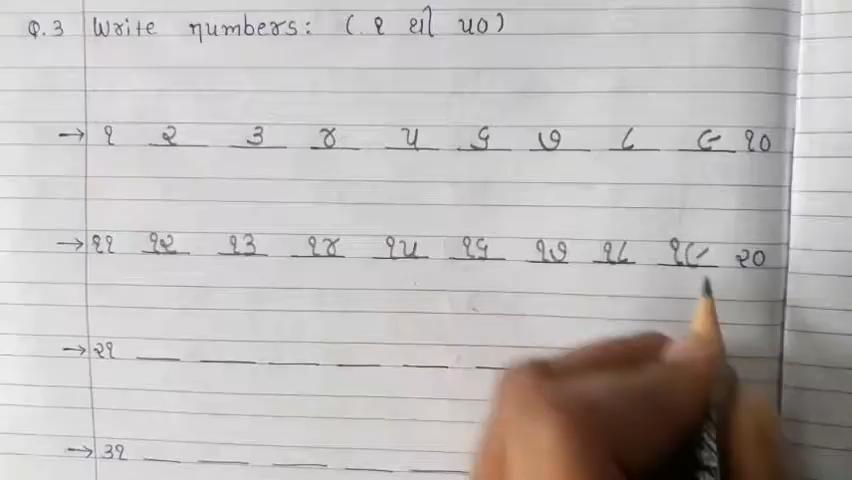 Q.3 Write numbers: (૧ થી ૫૦)
→ ૧ ૨ ૩ ૪ ૫ ૬ ૭ ૮ ૯ ૧૦
→ ૧૧ ૧૨ ૧૩ ૧૪ ૧૫ ૧૬ ૧૭ ૧૮ ૧૯ ૨૦
→ ૨૧
→ ૩૧